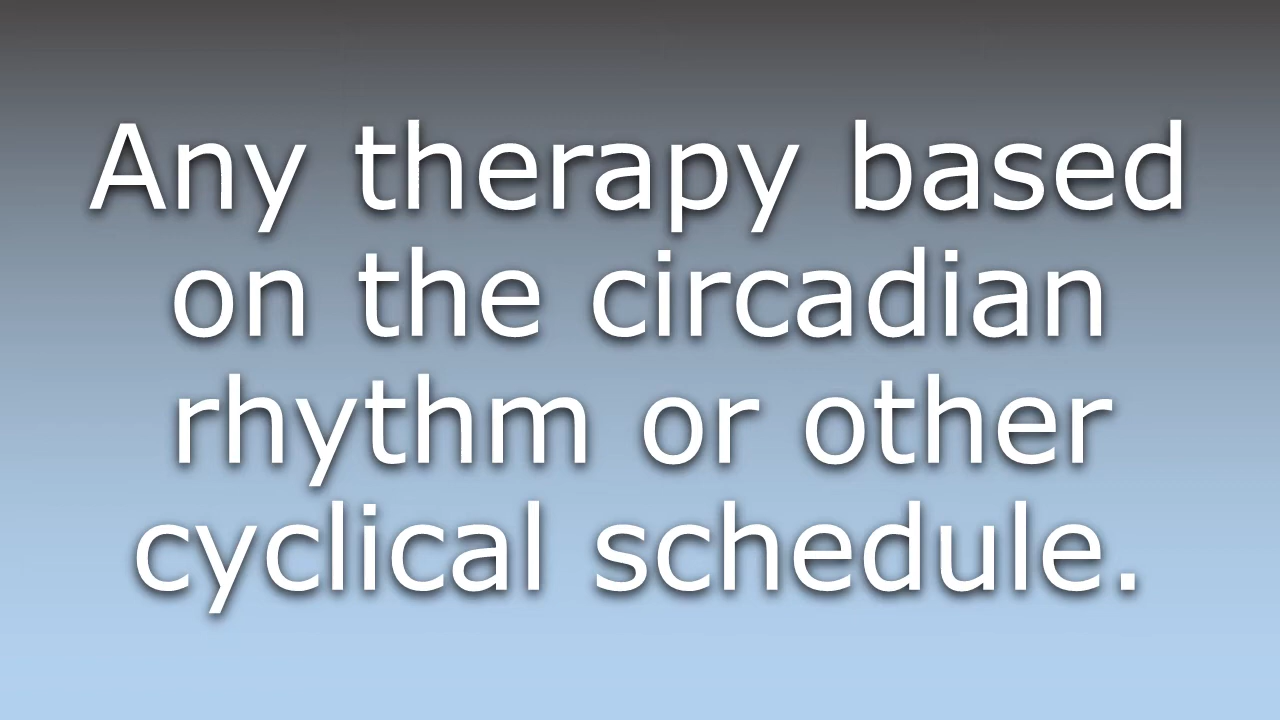 Any therapy based
on the circadian
rhythm or other
cyclical schedule.